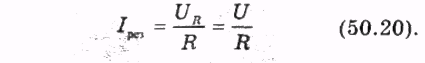 I_рез = U_R / R = U / R (50.20).